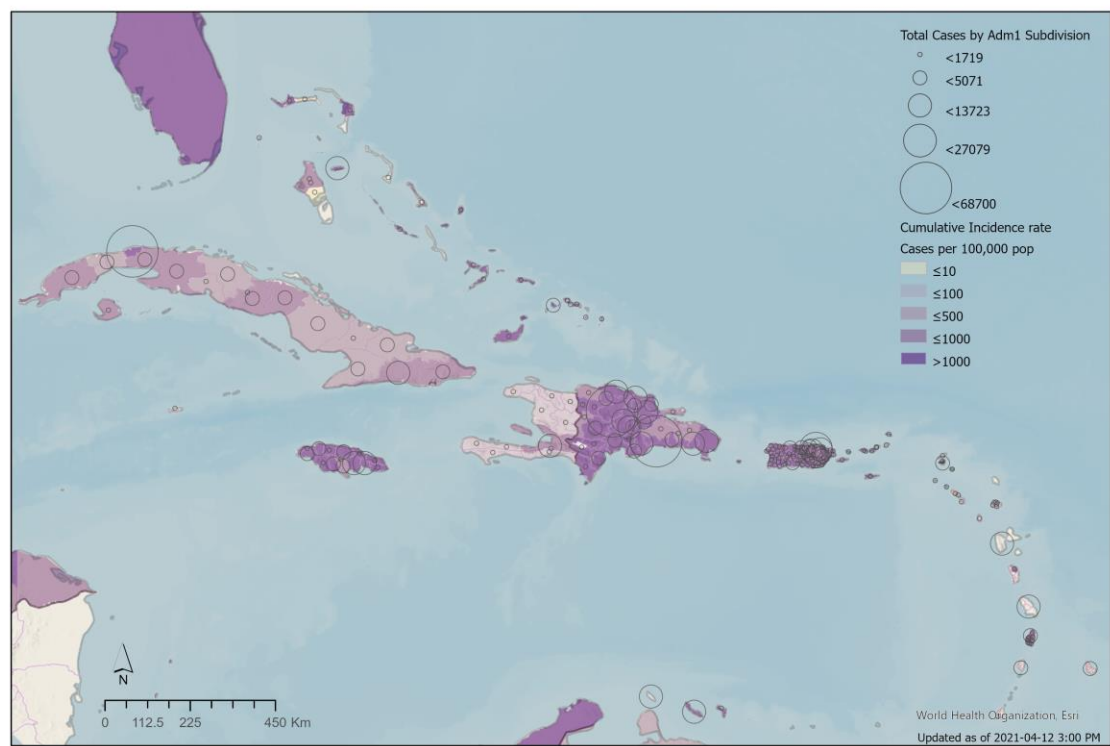 Total Cases by Adm1 Subdivision
<1719
<5071
<13723
<27079
<68700
Cumulative Incidence rate
Cases per 100,000 pop
≤10
≤100
≤500
≤1000
>1000
N
0 112.5 225 450 Km
World Health Organization, Esri
Updated as of 2021-04-12 3:00 PM